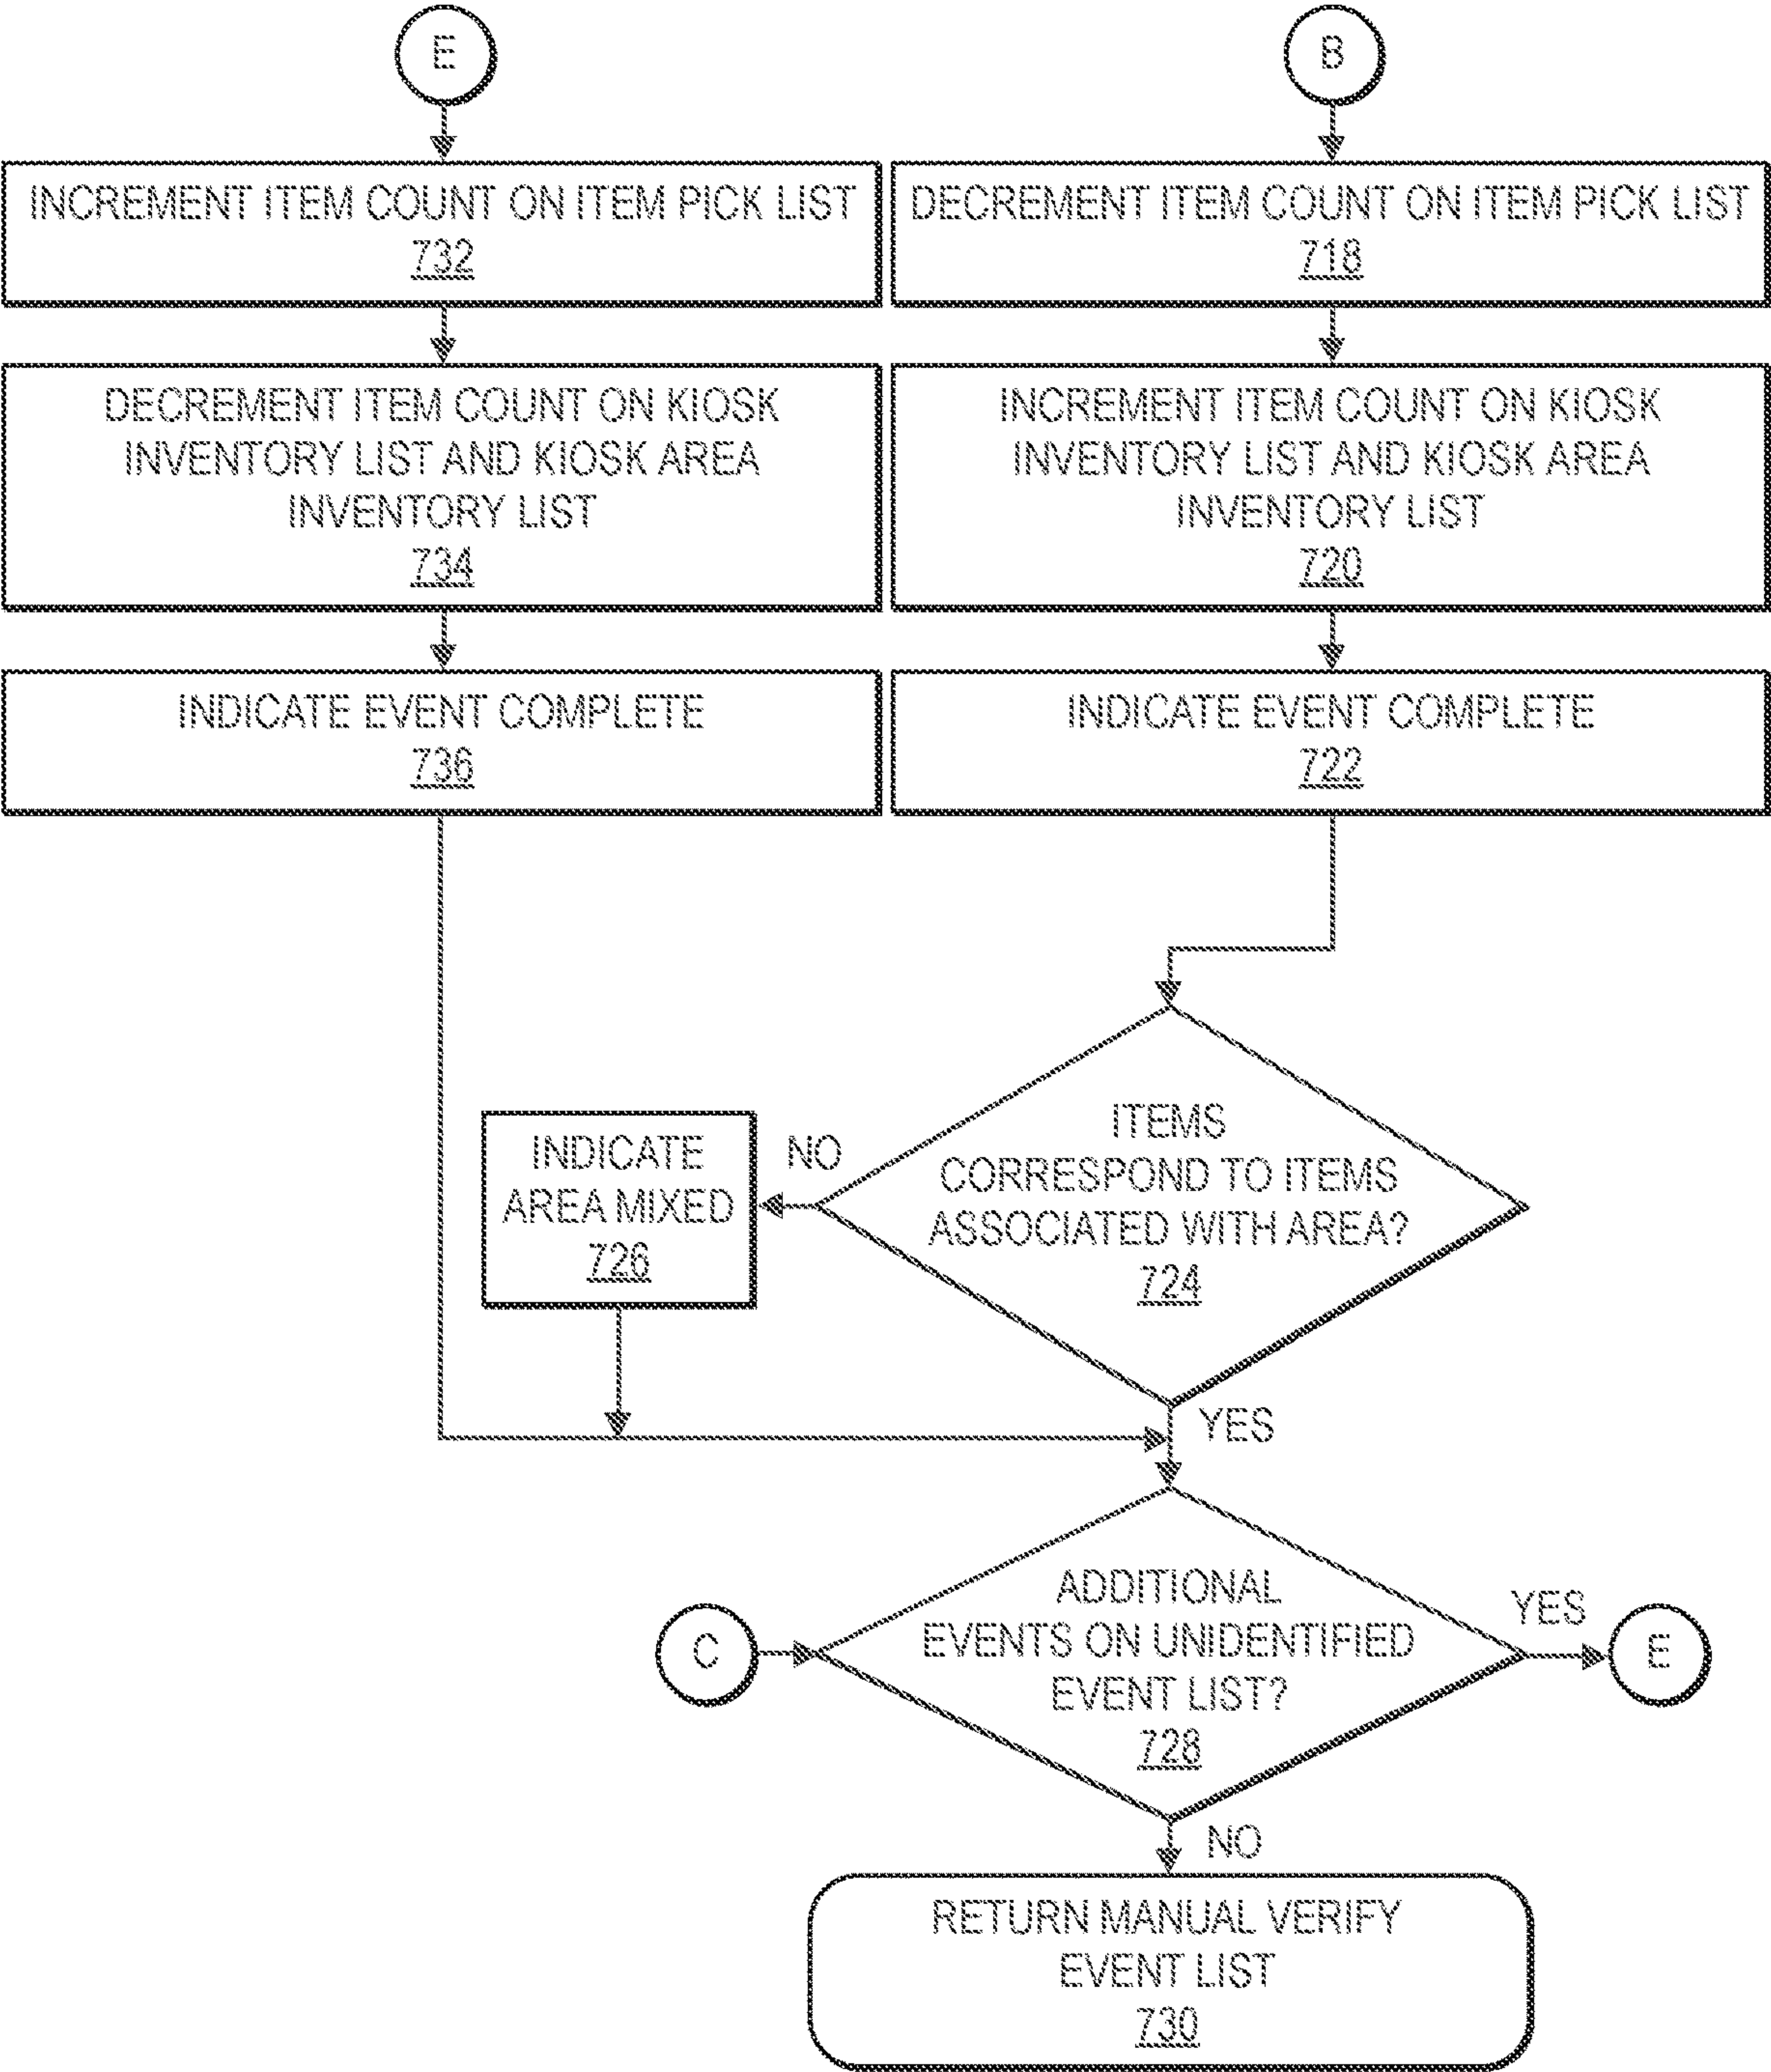 E
INCREMENT ITEM COUNT ON ITEM PICK LIST
732
DECREMENT ITEM COUNT ON KIOSK
INVENTORY LIST AND KIOSK AREA
INVENTORY LIST
734
INDICATE EVENT COMPLETE
736
B
DECREMENT ITEM COUNT ON ITEM PICK LIST
718
INCREMENT ITEM COUNT ON KIOSK
INVENTORY LIST AND KIOSK AREA
INVENTORY LIST
720
INDICATE EVENT COMPLETE
722
ITEMS
CORRESPOND TO ITEMS
ASSOCIATED WITH AREA?
724
NO
INDICATE
AREA MIXED
726
YES
C
ADDITIONAL
EVENTS ON UNIDENTIFIED
EVENT LIST?
728
YES
E
NO
RETURN MANUAL VERIFY
EVENT LIST
730